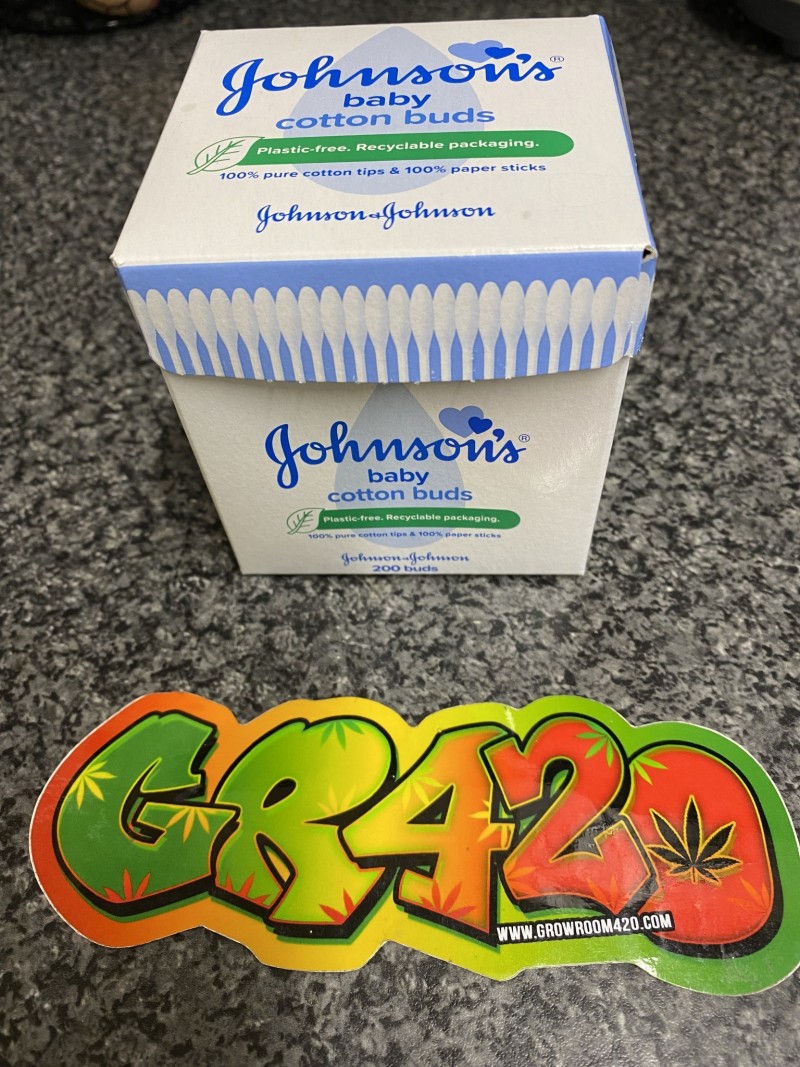 Johnson's®
baby
cotton buds
Plastic-free. Recyclable packaging.
100% pure cotton tips & 100% paper sticks
Johnson&Johnson
Johnson's®
baby
cotton buds
Plastic-free. Recyclable packaging.
100% pure cotton tips & 100% paper sticks
Johnson&Johnson
200 buds
GR420
WWW.GROWROOM420.COM